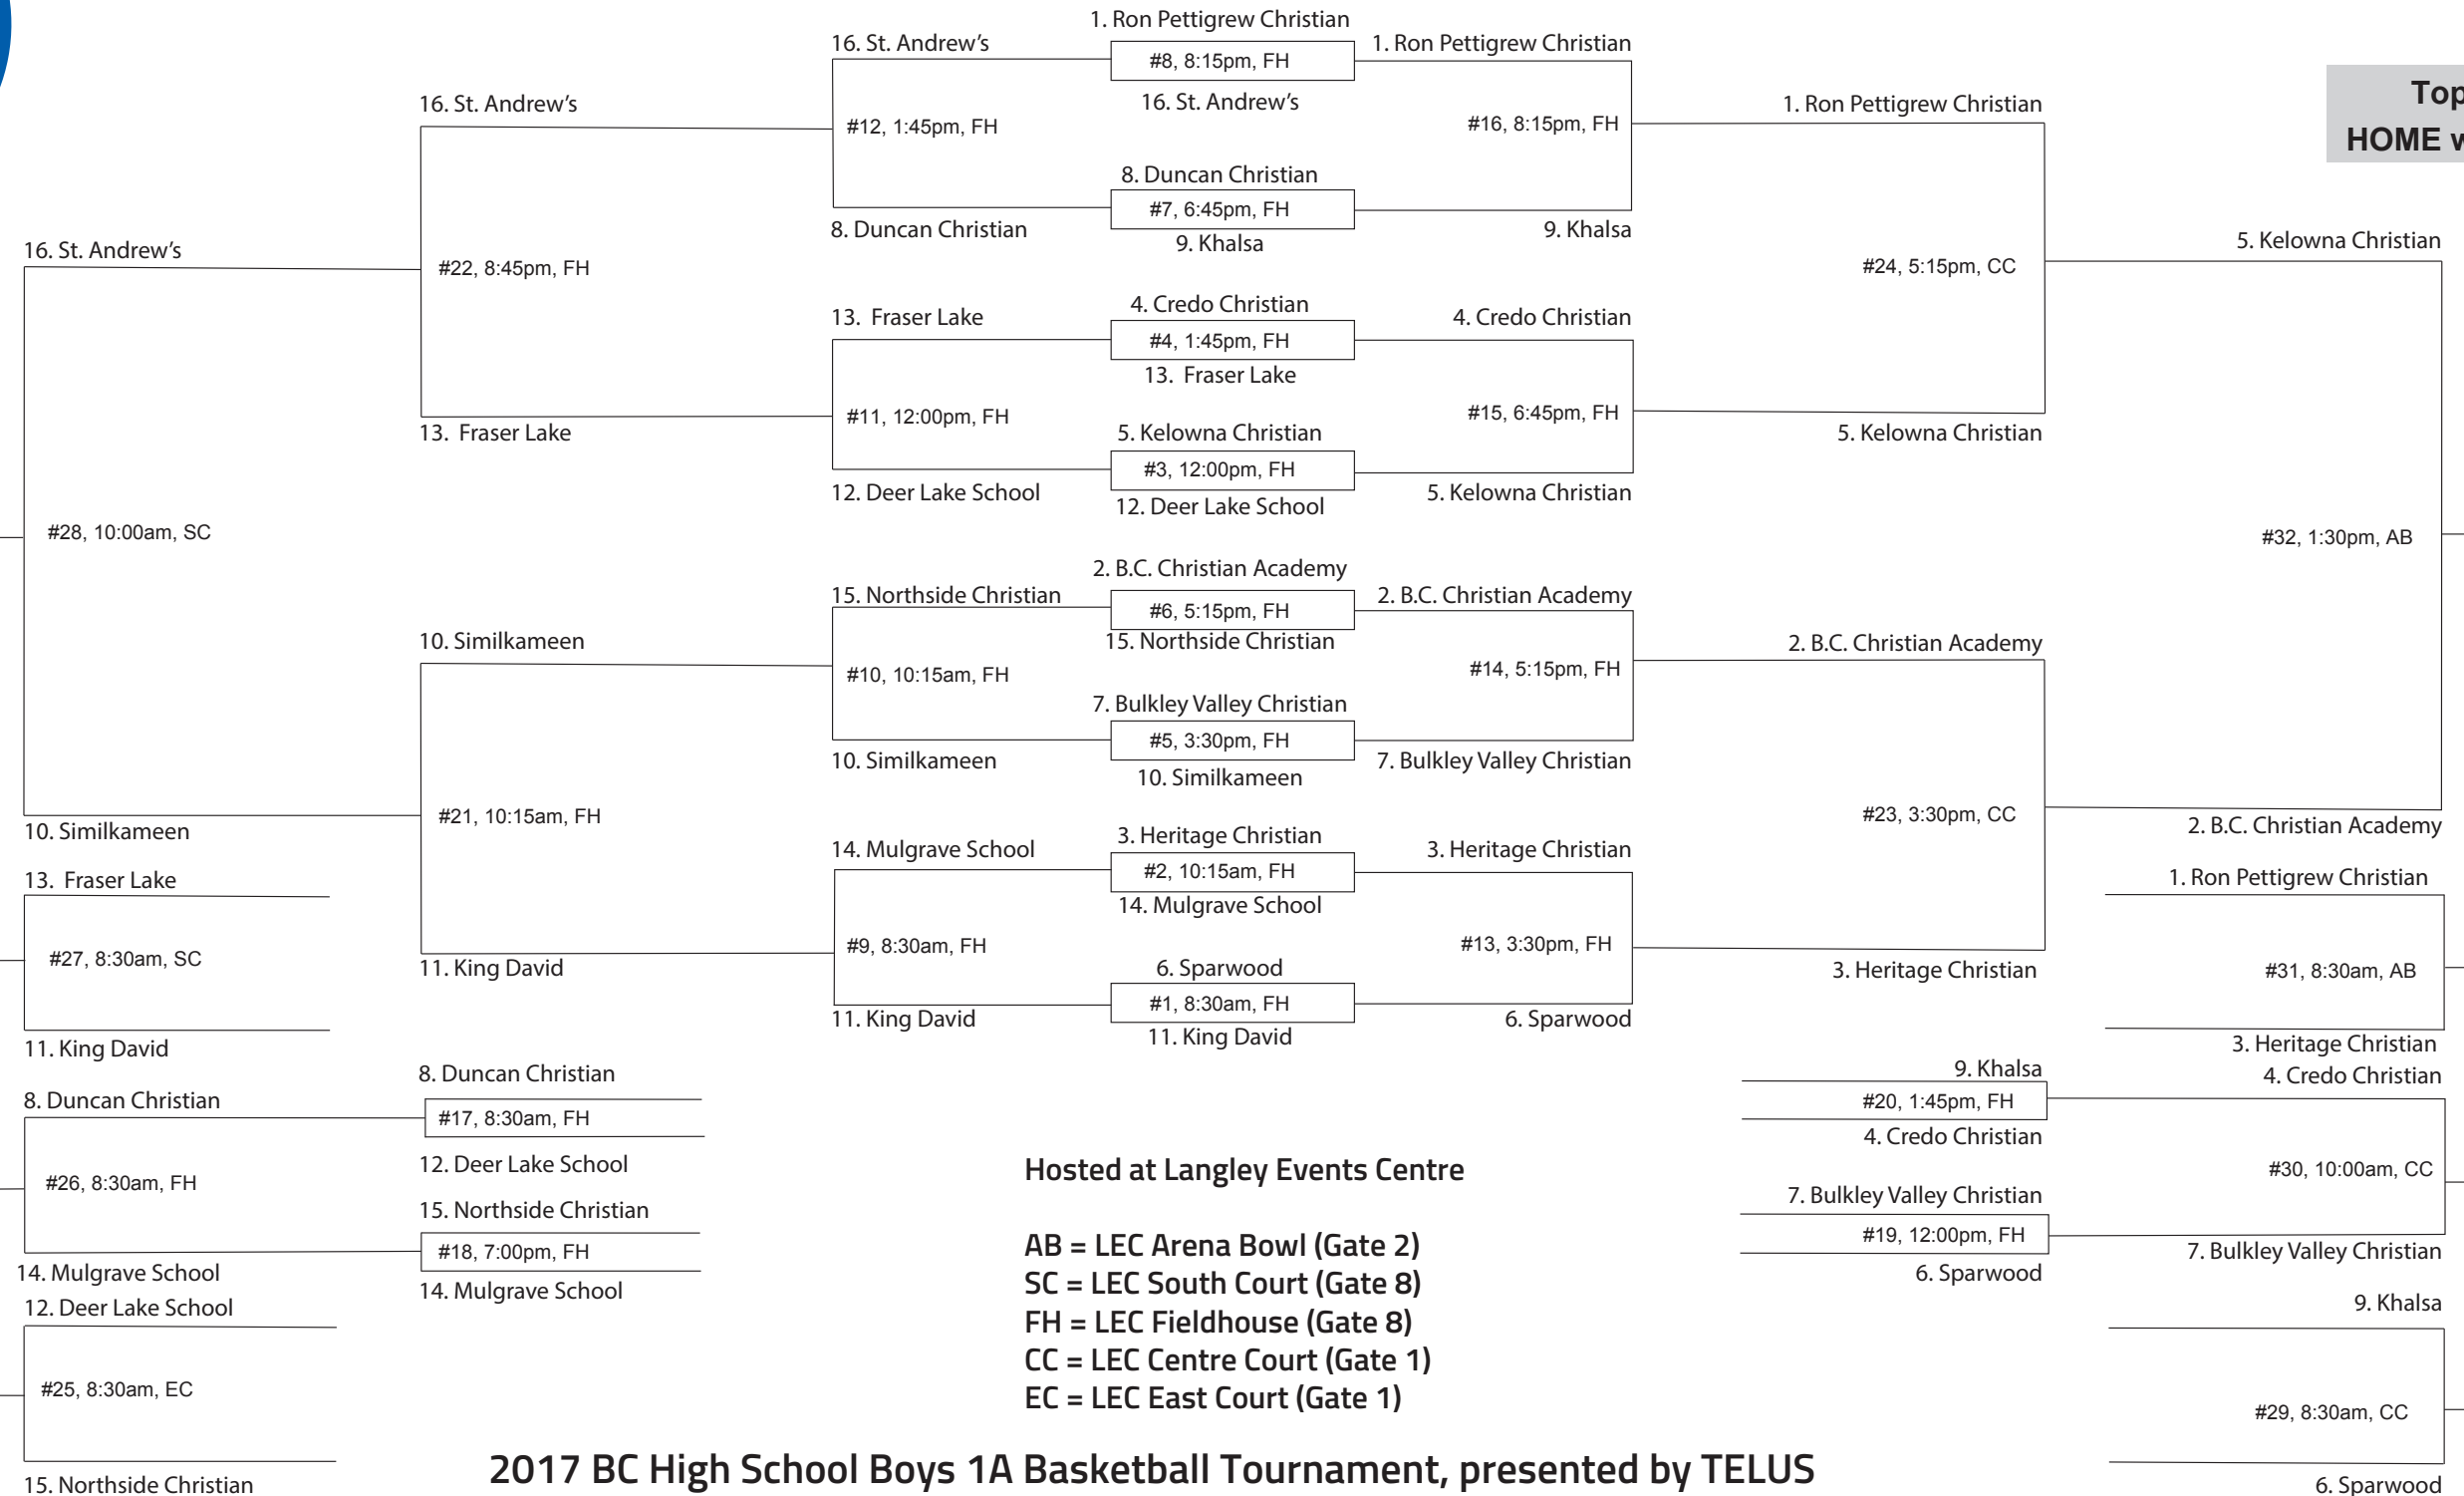 1. Ron Pettigrew Christian
16. St. Andrew's
#8, 8:15pm, FH
1. Ron Pettigrew Christian
16. St. Andrew's
16. St. Andrew's
1. Ron Pettigrew Christian
Top
HOME w
#12, 1:45pm, FH
#16, 8:15pm, FH
8. Duncan Christian
#7, 6:45pm, FH
8. Duncan Christian
9. Khalsa
9. Khalsa
16. St. Andrew's
5. Kelowna Christian
#22, 8:45pm, FH
#24, 5:15pm, CC
4. Credo Christian
13. Fraser Lake
#4, 1:45pm, FH
4. Credo Christian
13. Fraser Lake
#11, 12:00pm, FH
#15, 6:45pm, FH
13. Fraser Lake
5. Kelowna Christian
5. Kelowna Christian
#3, 12:00pm, FH
12. Deer Lake School
5. Kelowna Christian
12. Deer Lake School
#28, 10:00am, SC
#32, 1:30pm, AB
2. B.C. Christian Academy
15. Northside Christian
#6, 5:15pm, FH
2. B.C. Christian Academy
10. Similkameen
15. Northside Christian
2. B.C. Christian Academy
#10, 10:15am, FH
#14, 5:15pm, FH
7. Bulkley Valley Christian
#5, 3:30pm, FH
10. Similkameen
7. Bulkley Valley Christian
10. Similkameen
#21, 10:15am, FH
#23, 3:30pm, CC
10. Similkameen
2. B.C. Christian Academy
3. Heritage Christian
14. Mulgrave School
#2, 10:15am, FH
3. Heritage Christian
13. Fraser Lake
1. Ron Pettigrew Christian
14. Mulgrave School
#9, 8:30am, FH
#13, 3:30pm, FH
#27, 8:30am, SC
11. King David
6. Sparwood
3. Heritage Christian
#31, 8:30am, AB
#1, 8:30am, FH
11. King David
6. Sparwood
11. King David
11. King David
3. Heritage Christian
8. Duncan Christian
9. Khalsa
4. Credo Christian
8. Duncan Christian
#17, 8:30am, FH
#20, 1:45pm, FH
12. Deer Lake School
4. Credo Christian
#26, 8:30am, FH
#30, 10:00am, CC
15. Northside Christian
7. Bulkley Valley Christian
#18, 7:00pm, FH
#19, 12:00pm, FH
14. Mulgrave School
14. Mulgrave School
6. Sparwood
7. Bulkley Valley Christian
12. Deer Lake School
9. Khalsa
#25, 8:30am, EC
#29, 8:30am, CC
15. Northside Christian
6. Sparwood
Hosted at Langley Events Centre
AB = LEC Arena Bowl (Gate 2)
SC = LEC South Court (Gate 8)
FH = LEC Fieldhouse (Gate 8)
CC = LEC Centre Court (Gate 1)
EC = LEC East Court (Gate 1)
2017 BC High School Boys 1A Basketball Tournament, presented by TELUS